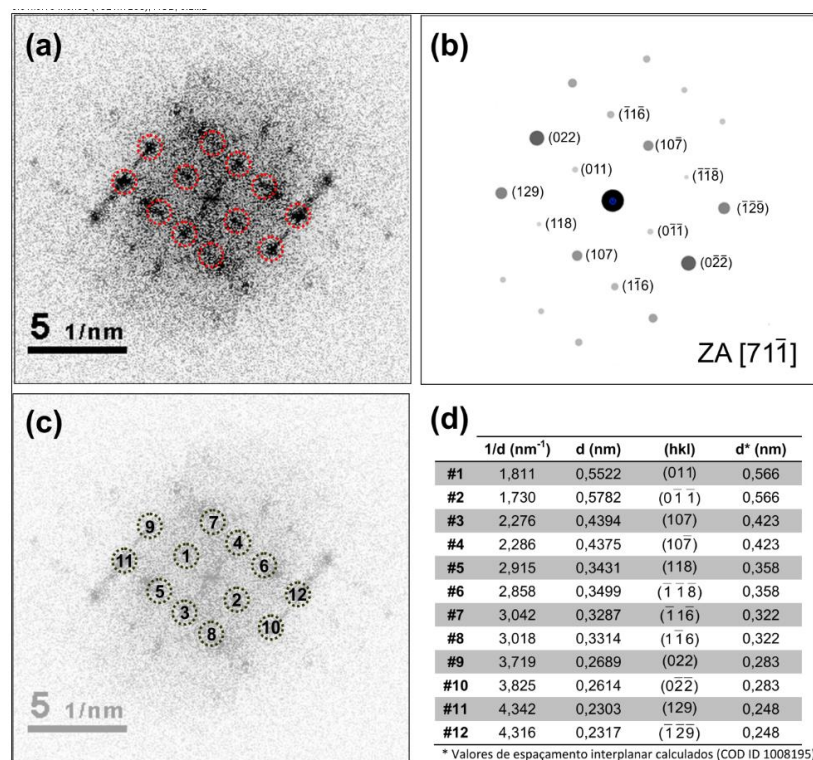 (a)
5 1/nm
(b)
(1̅16̅)
(022)
(107̅)
(011)
(1̅1̅8̅)
(129)
(1̅2̅9̅)
(118)
(01̅1̅)
(107)
(02̅2̅)
(11̅6)
ZA [711̅]
(c)
9
7
4
1
6
11
5
2
12
3
8
10
5 1/nm
(d)
1/d (nm⁻¹) d (nm) (hkl) d* (nm)
#1 1,811 0,5522 (011) 0,566
#2 1,730 0,5782 (01̅1̅) 0,566
#3 2,276 0,4394 (107) 0,423
#4 2,286 0,4375 (107̅) 0,423
#5 2,915 0,3431 (118) 0,358
#6 2,858 0,3499 (1̅1̅8̅) 0,358
#7 3,042 0,3287 (1̅16̅) 0,322
#8 3,018 0,3314 (11̅6) 0,322
#9 3,719 0,2689 (022) 0,283
#10 3,825 0,2614 (02̅2̅) 0,283
#11 4,342 0,2303 (129) 0,248
#12 4,316 0,2317 (1̅2̅9̅) 0,248
* Valores de espaçamento interplanar calculados (COD ID 1008195)